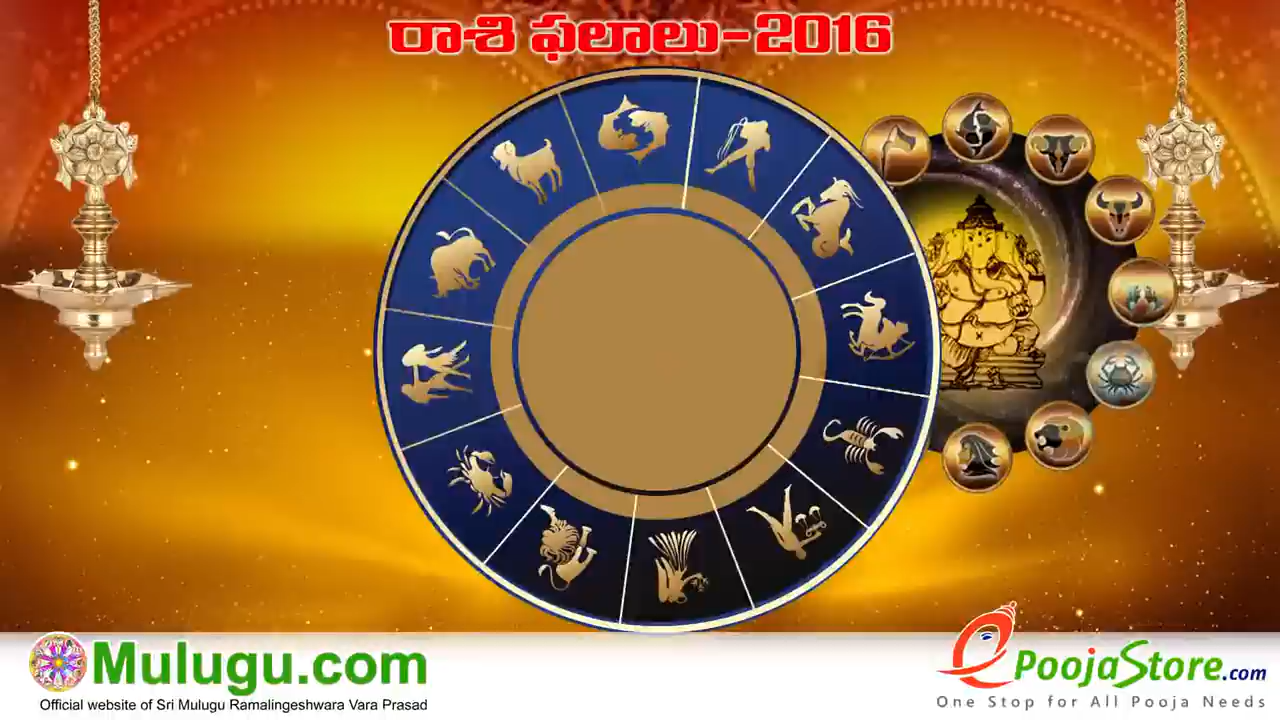 రాశి ఫలాలు-2016
Mulugu.com
Official website of Sri Mulugu Ramalingeshwara Vara Prasad
ePoojaStore.com
One Stop for All Pooja Needs